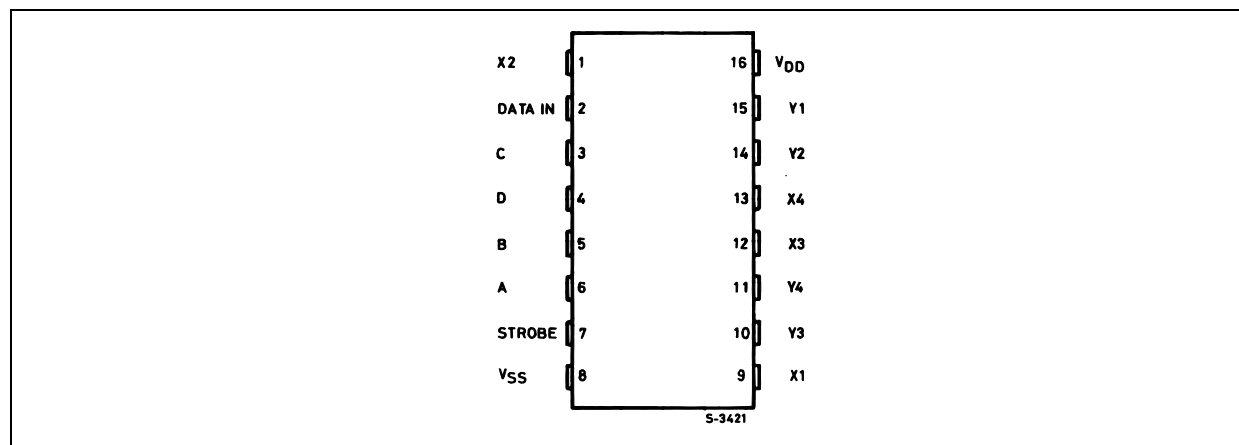 X2 1 16 VDD
DATA IN 2 15 Y1
C 3 14 Y2
D 4 13 X4
B 5 12 X3
A 6 11 Y4
STROBE 7 10 Y3
VSS 8 9 X1
S-3421